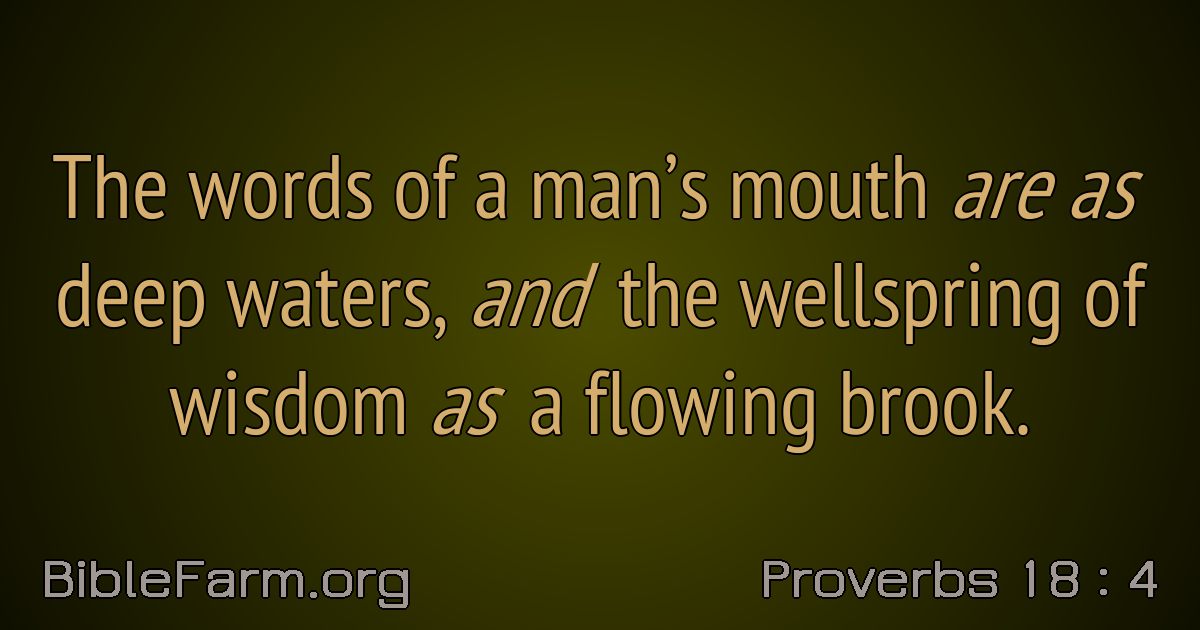 The words of a man’s mouth are as
deep waters, and the wellspring of
wisdom as a flowing brook.
BibleFarm.org
Proverbs 18 : 4